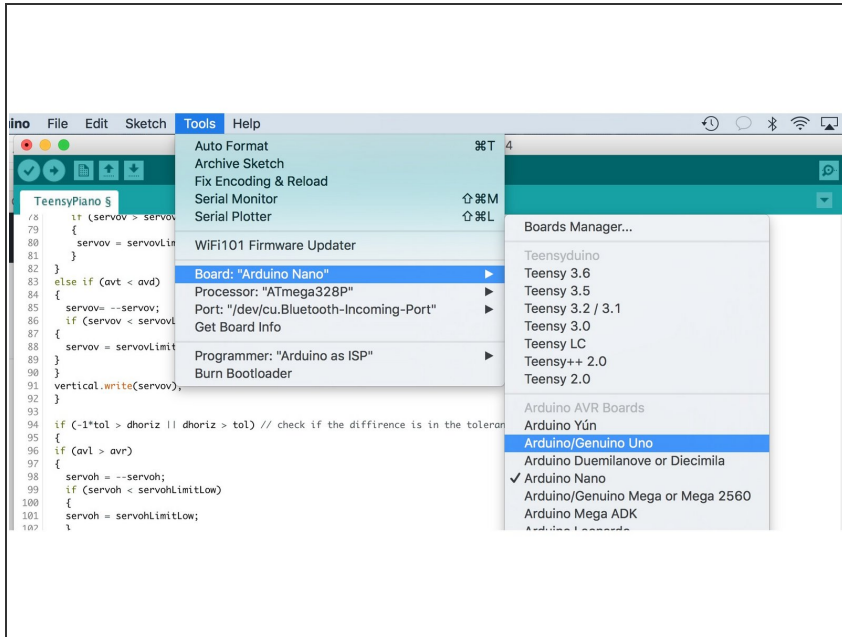 ino File Edit Sketch Tools Help
4
TeensyPiano §
Auto Format ⌘T
Archive Sketch
Fix Encoding & Reload
Serial Monitor ⇧⌘M
Serial Plotter ⇧⌘L
WiFi101 Firmware Updater
Board: "Arduino Nano"
Processor: "ATmega328P"
Port: "/dev/cu.Bluetooth-Incoming-Port"
Get Board Info
Programmer: "Arduino as ISP"
Burn Bootloader
Boards Manager...
Teensyduino
Teensy 3.6
Teensy 3.5
Teensy 3.2 / 3.1
Teensy 3.0
Teensy LC
Teensy++ 2.0
Teensy 2.0
Arduino AVR Boards
Arduino Yún
Arduino/Genuino Uno
Arduino Duemilanove or Diecimila
✓ Arduino Nano
Arduino/Genuino Mega or Mega 2560
Arduino Mega ADK
Arduino Leonardo
78 if (servov > servov
79 {
80 servov = servovLim
81 }
82 }
83 else if (avt < avd)
84 {
85 servov= --servov;
86 if (servov < servovL
87 {
88 servov = servovLimit
89 }
90 }
91 vertical.write(servov);
92 }
93
94 if (-1*tol > dhoriz || dhoriz > tol) // check if the diffirence is in the toleran
95 {
96 if (avl > avr)
97 {
98 servoh = --servoh;
99 if (servoh < servohLimitLow)
100 {
101 servoh = servohLimitLow;
102 }